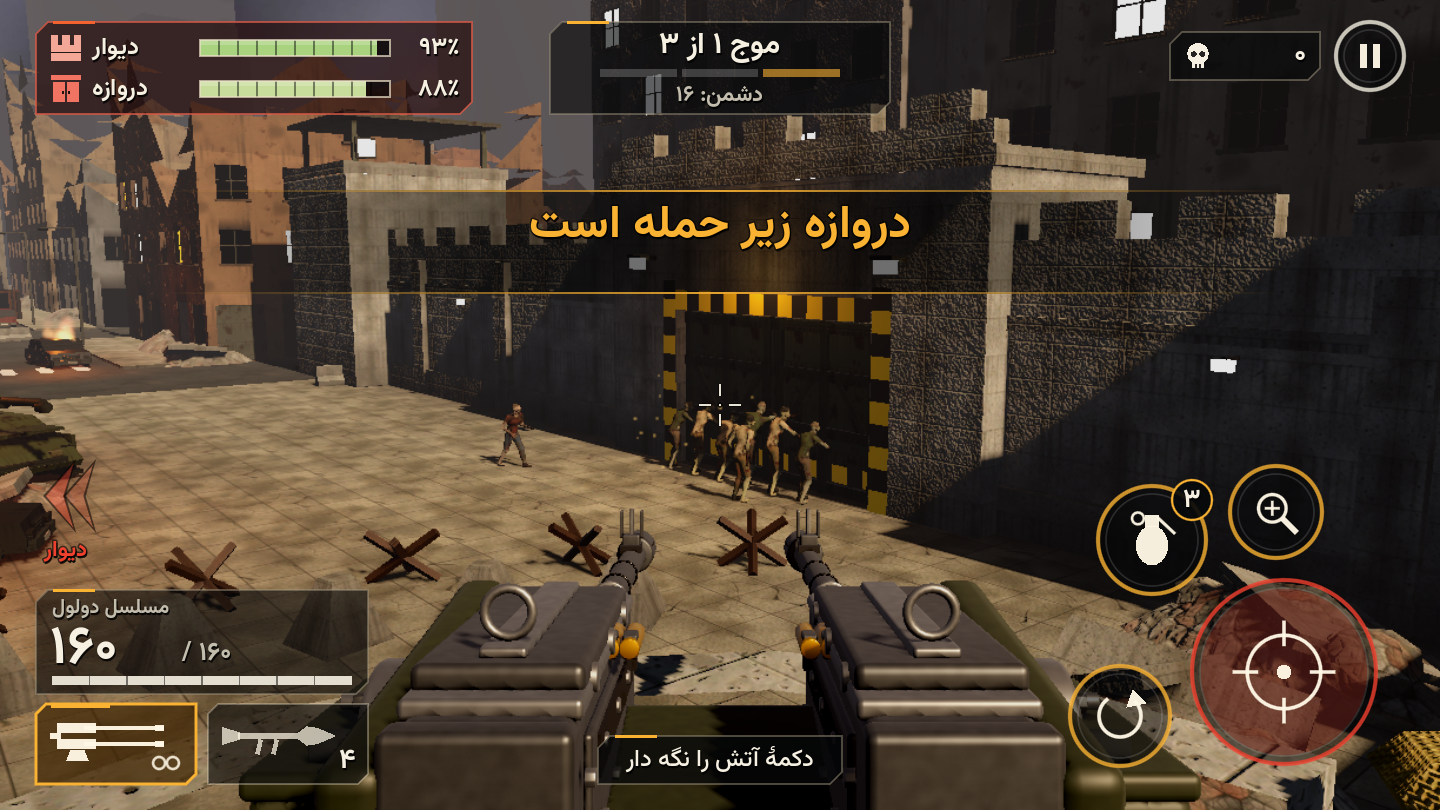 دیوار ۹۳٪
دروازه ۸۸٪
موج ۱ از ۳
دشمن: ۱۶
۰
دروازه زیر حمله است
۳
دیوار
مسلسل دولول
۱۶۰ / ۱۶۰
∞
۴
دکمهٔ آتش را نگه دار